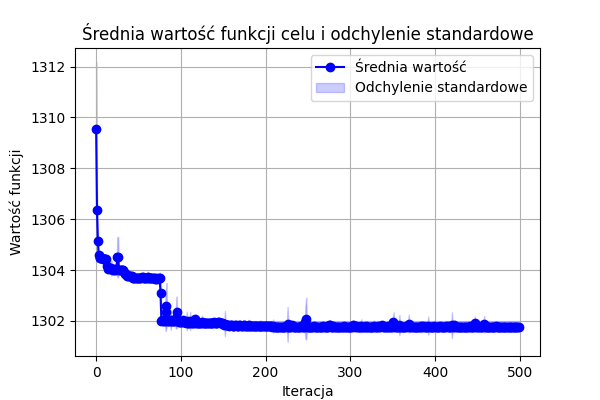 Średnia wartość funkcji celu i odchylenie standardowe
Średnia wartość
Odchylenie standardowe
Wartość funkcji
1312
1310
1308
1306
1304
1302
0 100 200 300 400 500
Iteracja